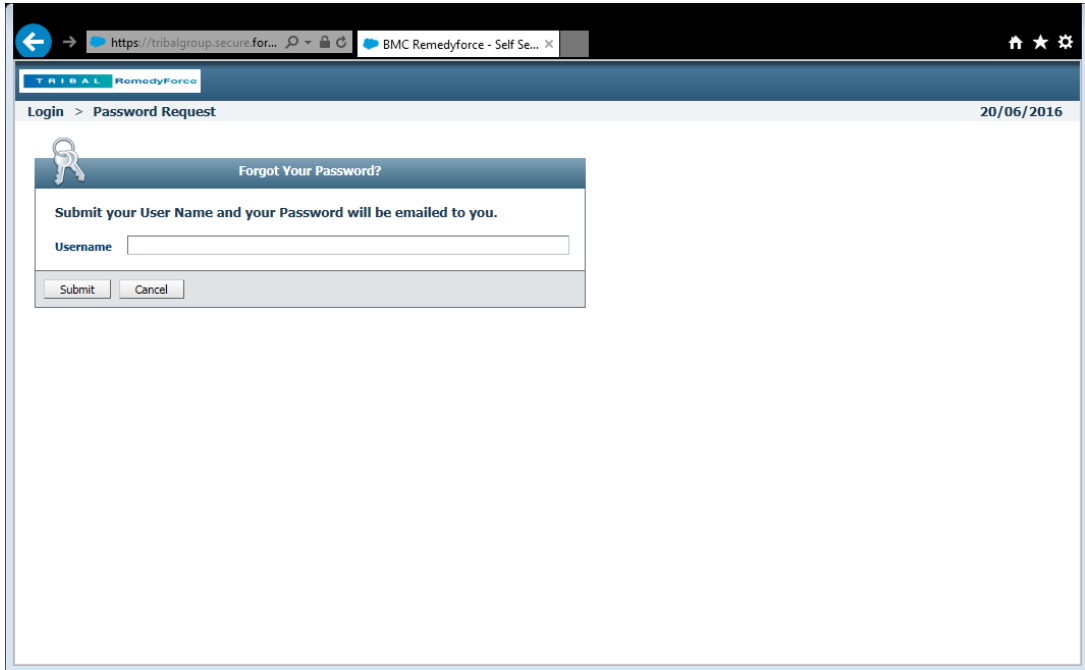 https://tribalgroup.secure.for... BMC Remedyforce - Self Se...
TRIBAL RemedyForce
Login > Password Request 20/06/2016
Forgot Your Password?
Submit your User Name and your Password will be emailed to you.
Username
Submit Cancel